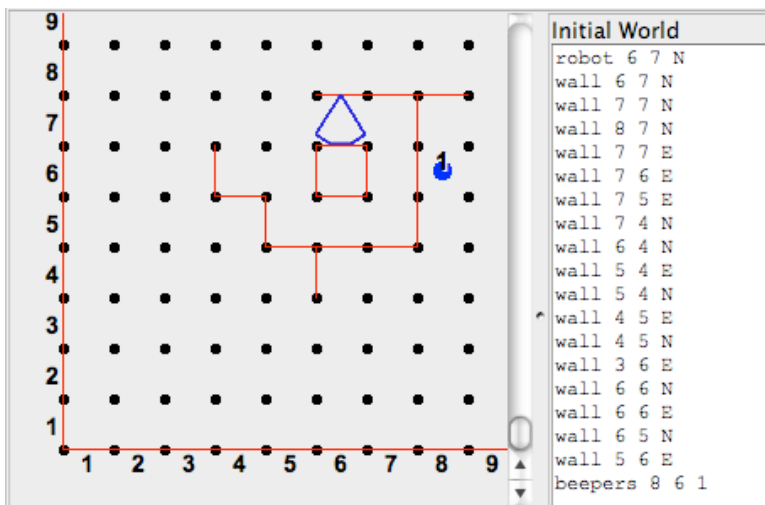 9
8
7
6
5
4
3
2
1
1 2 3 4 5 6 7 8 9
1
Initial World
robot 6 7 N
wall 6 7 N
wall 7 7 N
wall 8 7 N
wall 7 7 E
wall 7 6 E
wall 7 5 E
wall 7 4 N
wall 6 4 N
wall 5 4 E
wall 5 4 N
wall 4 5 E
wall 4 5 N
wall 3 6 E
wall 6 6 N
wall 6 6 E
wall 6 5 N
wall 5 6 E
beepers 8 6 1